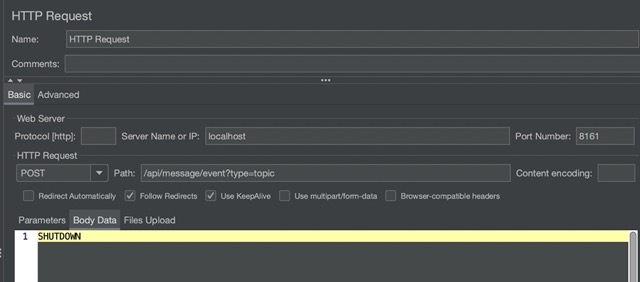 HTTP Request
Name: HTTP Request
Comments:
Basic Advanced
Web Server
Protocol [http]: Server Name or IP: localhost Port Number: 8161
HTTP Request
POST Path: /api/message/event?type=topic Content encoding:
Redirect Automatically Follow Redirects Use KeepAlive Use multipart/form-data Browser-compatible headers
Parameters Body Data Files Upload
1 SHUTDOWN